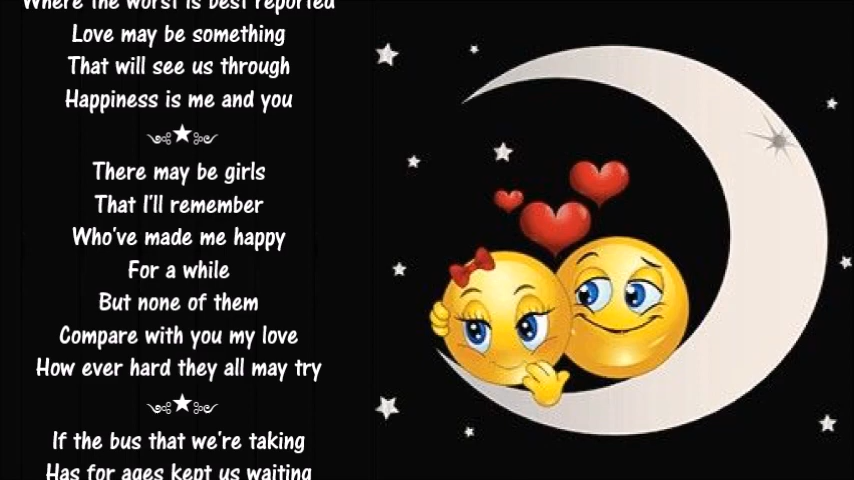 Where the worst is best reported
Love may be something
That will see us through
Happiness is me and you
There may be girls
That I'll remember
Who've made me happy
For a while
But none of them
Compare with you my love
How ever hard they all may try
If the bus that we're taking
Has for ages kept us waiting